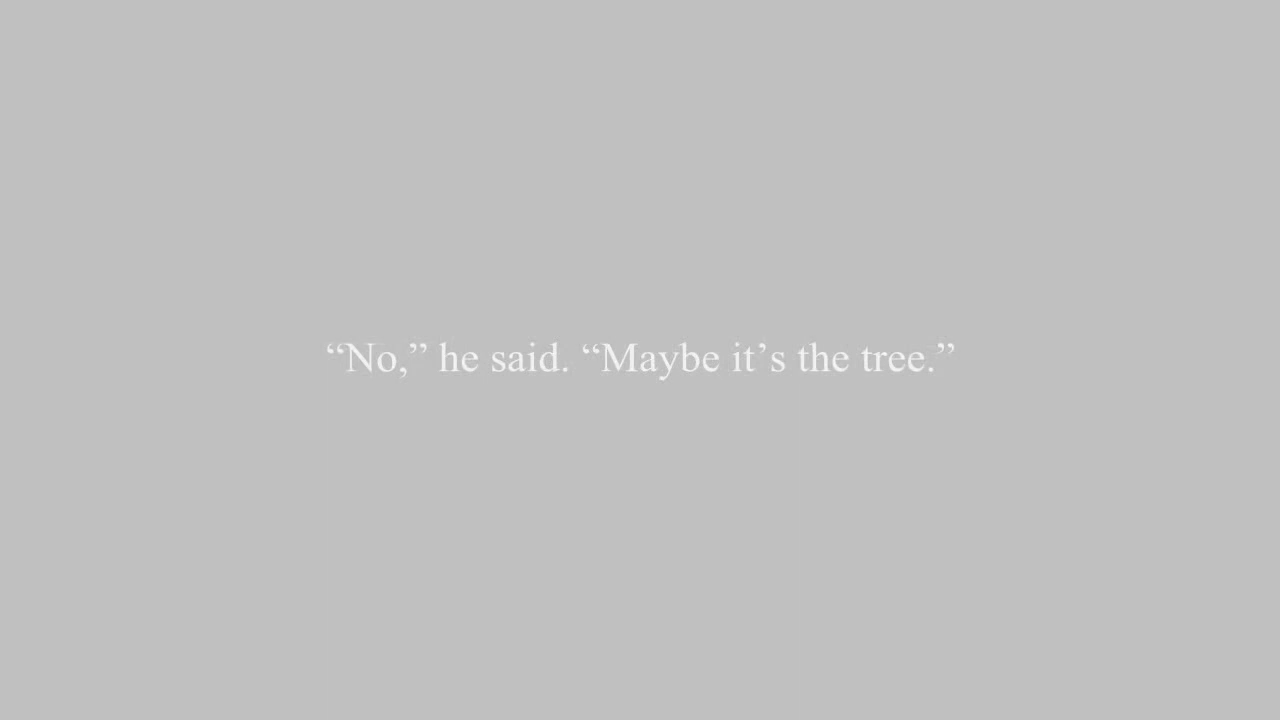 “No,” he said. “Maybe it’s the tree.”